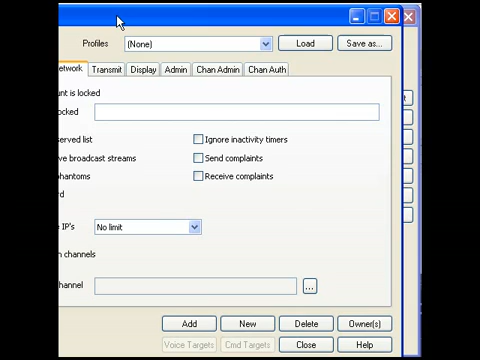 Profiles (None) Load Save as...
etwork Transmit Display Admin Chan Admin Chan Auth
unt is locked
ocked
served list Ignore inactivity timers
ve broadcast streams Send complaints
phantoms Receive complaints
rd
e IP's No limit
n channels
hannel ...
Add New Delete Owner(s)
Voice Targets Cmd Targets Close Help